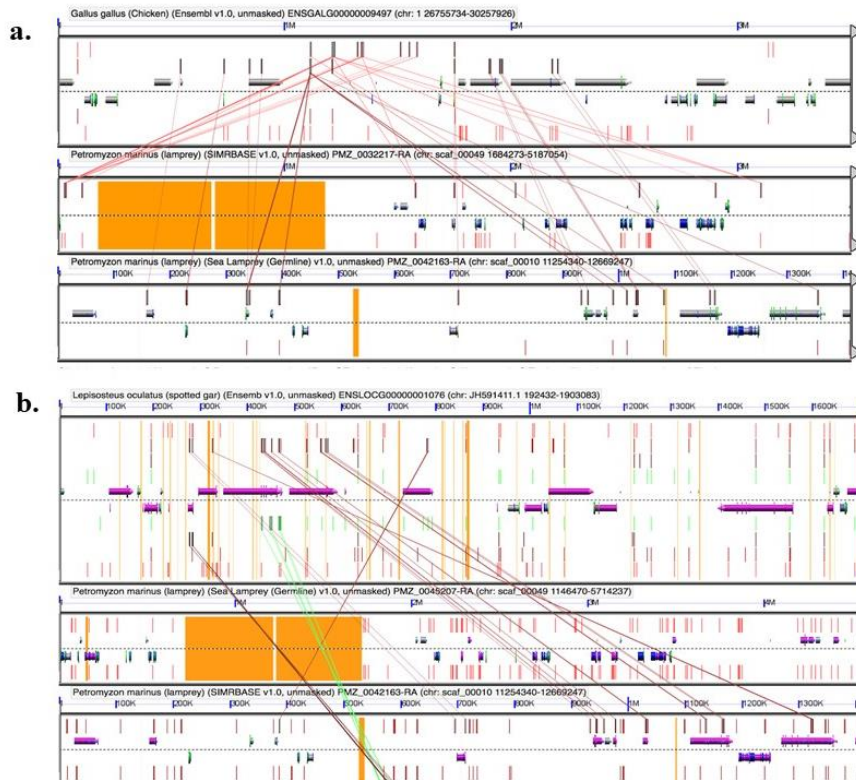 a.
Gallus gallus (Chicken) (Ensembl v1.0, unmasked) ENSGALG00000009497 (chr: 1 26755734-30257926)
1M 2M 3M
Petromyzon marinus (lamprey) (SIMRBASE v1.0, unmasked) PMZ_0032217-RA (chr: scaf_00049 1684273-5187054)
1M 2M 3M
Petromyzon marinus (lamprey) (Sea Lamprey (Germline) v1.0, unmasked) PMZ_0042163-RA (chr: scaf_00010 11254340-12669247)
100K 200K 300K 400K 500K 600K 700K 800K 900K 1M 1100K 1200K 1300K
b.
Lepisosteus oculatus (spotted gar) (Ensemb v1.0, unmasked) ENSLOCG00000001076 (chr: JH591411.1 192432-1903083)
100K 200K 300K 400K 500K 600K 700K 800K 900K 1M 1100K 1200K 1300K 1400K 1500K 1600K
Petromyzon marinus (lamprey) (Sea Lamprey (Germline) v1.0, unmasked) PMZ_0045207-RA (chr: scaf_00049 1146470-5714237)
1M 2M 3M 4M
Petromyzon marinus (lamprey) (SIMRBASE v1.0, unmasked) PMZ_0042163-RA (chr: scaf_00010 11254340-12669247)
100K 200K 300K 400K 500K 600K 700K 800K 900K 1M 1100K 1200K 1300K